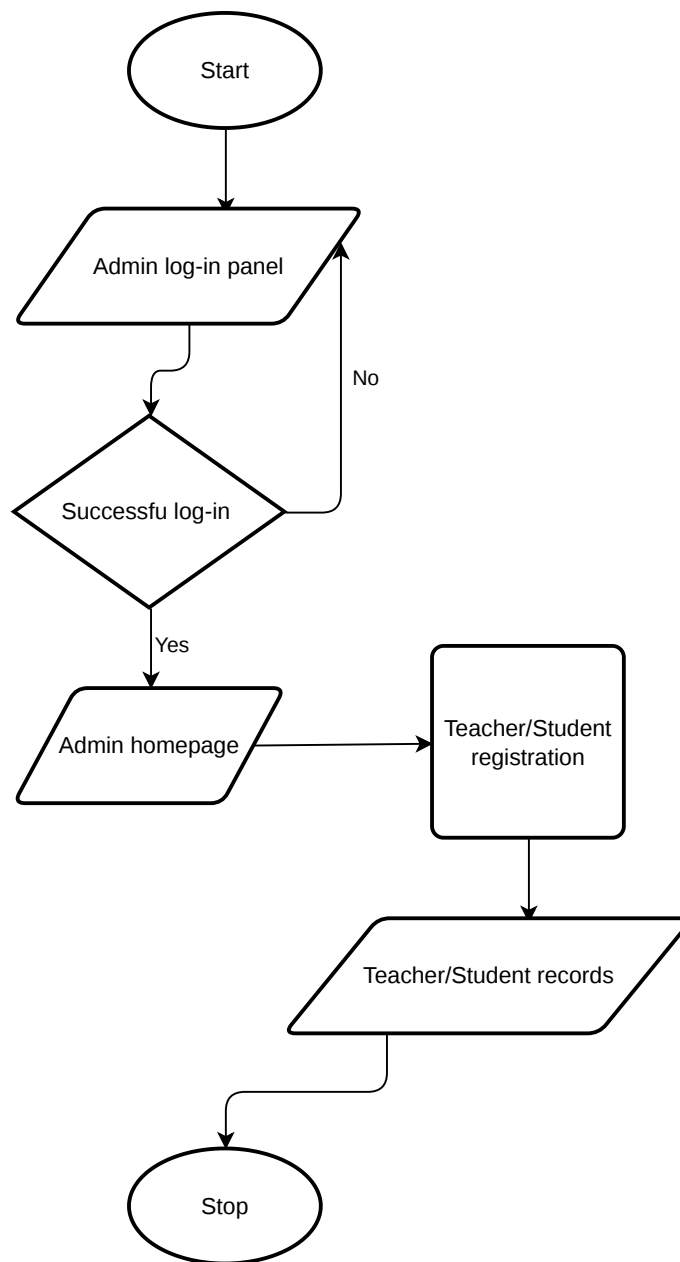 Start
Admin log-in panel
No
Successfu log-in
Yes
Admin homepage
Teacher/Student
registration
Teacher/Student records
Stop